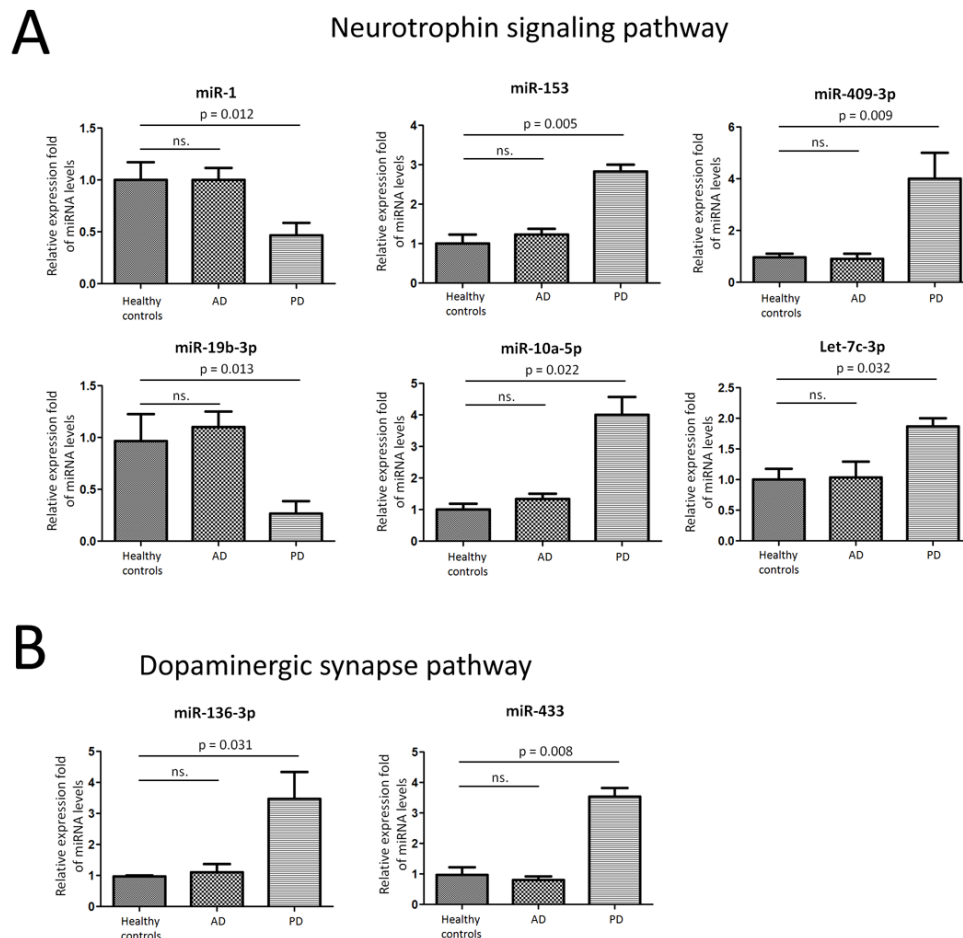 A
Neurotrophin signaling pathway
miR-1
p = 0.012
ns.
Relative expression fold
of miRNA levels
1.5
1.0
0.5
0.0
Healthy
controls
AD
PD
miR-153
p = 0.005
ns.
Relative expression fold
of miRNA levels
4
3
2
1
0
Healthy
controls
AD
PD
miR-409-3p
p = 0.009
ns.
Relative expression fold
of miRNA levels
6
4
2
0
Healthy
controls
AD
PD
miR-19b-3p
p = 0.013
ns.
Relative expression fold
of miRNA levels
1.5
1.0
0.5
0.0
Healthy
controls
AD
PD
miR-10a-5p
p = 0.022
ns.
Relative expression fold
of miRNA levels
5
4
3
2
1
0
Healthy
controls
AD
PD
Let-7c-3p
p = 0.032
ns.
Relative expression fold
of miRNA levels
2.5
2.0
1.5
1.0
0.5
0.0
Healthy
controls
AD
PD
B
Dopaminergic synapse pathway
miR-136-3p
p = 0.031
ns.
Relative expression fold
of miRNA levels
5
4
3
2
1
0
Healthy
controls
AD
PD
miR-433
p = 0.008
ns.
Relative expression fold
of miRNA levels
5
4
3
2
1
0
Healthy
controls
AD
PD